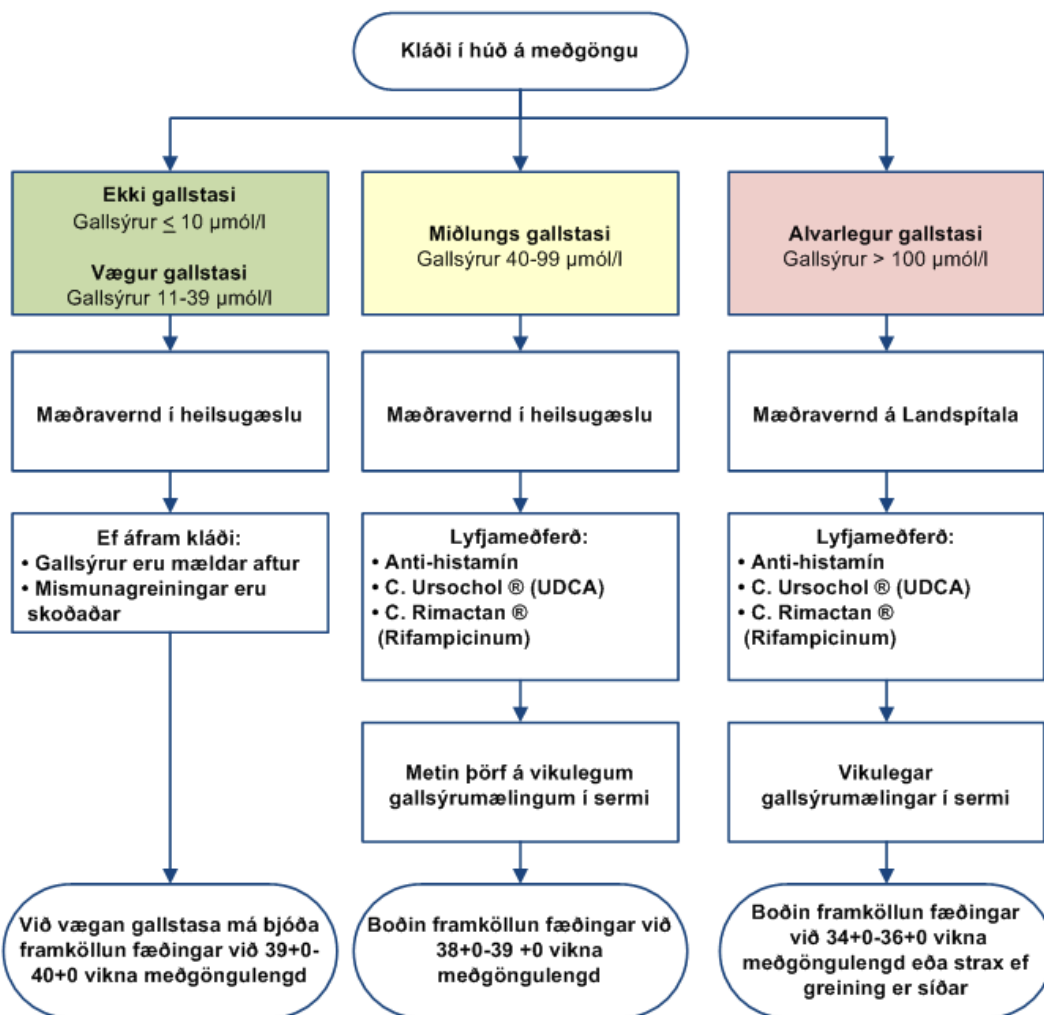 Kláði í húð á meðgöngu
Ekki gallstasi
Gallsýrur ≤ 10 µmól/l
Vægur gallstasi
Gallsýrur 11-39 µmól/l
Miðlungs gallstasi
Gallsýrur 40-99 µmól/l
Alvarlegur gallstasi
Gallsýrur > 100 µmól/l
Mæðravernd í heilsugæslu
Mæðravernd í heilsugæslu
Mæðravernd á Landspítala
Ef áfram kláði:
• Gallsýrur eru mældar aftur
• Mismunagreiningar eru
skoðaðar
Lyfjameðferð:
• Anti-histamín
• C. Ursochol ® (UDCA)
• C. Rimactan ®
(Rifampicinum)
Lyfjameðferð:
• Anti-histamín
• C. Ursochol ® (UDCA)
• C. Rimactan ®
(Rifampicinum)
Metin þörf á vikulegum
gallsýrumælingum í sermi
Vikulegar
gallsýrumælingar í sermi
Við vægan gallstasa má bjóða
framköllun fæðingar við 39+0-
40+0 vikna meðgöngulengd
Boðin framköllun fæðingar við
38+0-39 +0 vikna
meðgöngulengd
Boðin framköllun fæðingar
við 34+0-36+0 vikna
meðgöngulengd eða strax ef
greining er síðar